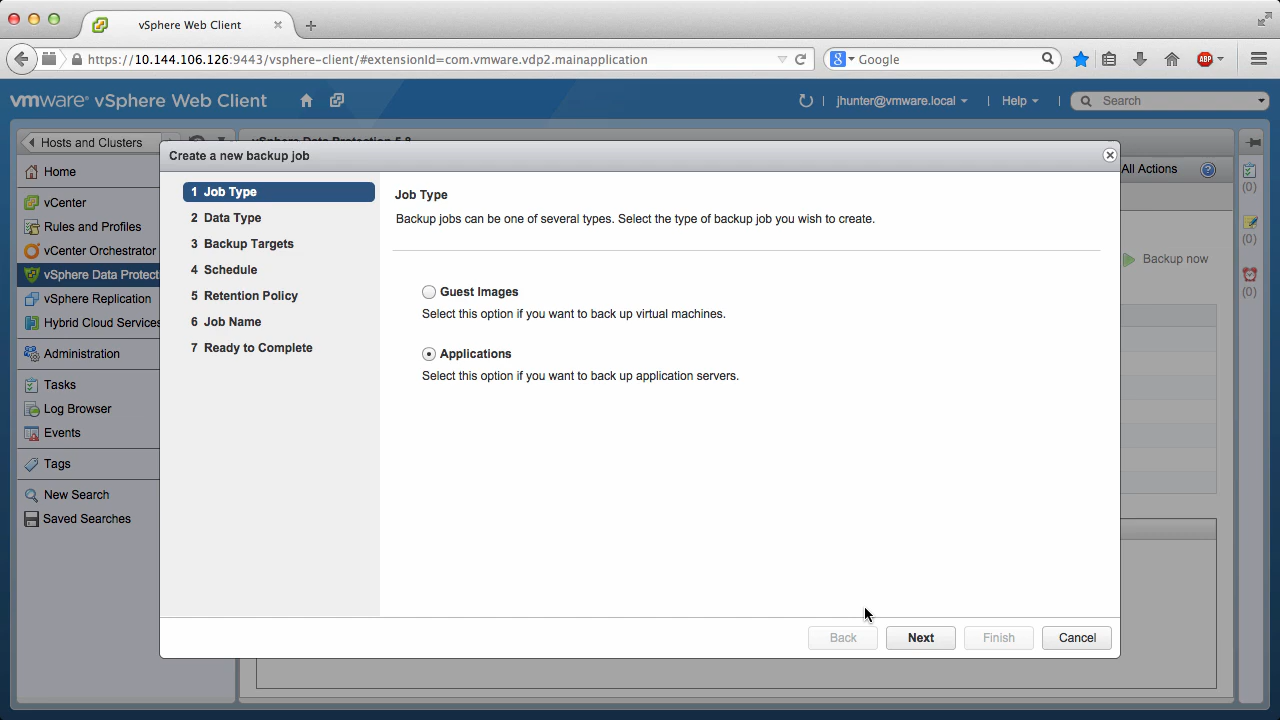 vSphere Web Client
https://10.144.106.126:9443/vsphere-client/#extensionId=com.vmware.vdp2.mainapplication
Google
ABP
vmware vSphere Web Client
jhunter@vmware.local
Help
Search
Hosts and Clusters
vSphere Data Protection 5.8
Create a new backup job
All Actions
Home
vCenter
Rules and Profiles
vCenter Orchestrator
vSphere Data Protect
vSphere Replication
Hybrid Cloud Services
Administration
Tasks
Log Browser
Events
Tags
New Search
Saved Searches
1 Job Type
2 Data Type
3 Backup Targets
4 Schedule
5 Retention Policy
6 Job Name
7 Ready to Complete
Job Type
Backup jobs can be one of several types. Select the type of backup job you wish to create.
Guest Images
Select this option if you want to back up virtual machines.
Applications
Select this option if you want to back up application servers.
Backup now
(0)
(0)
(0)
Back
Next
Finish
Cancel